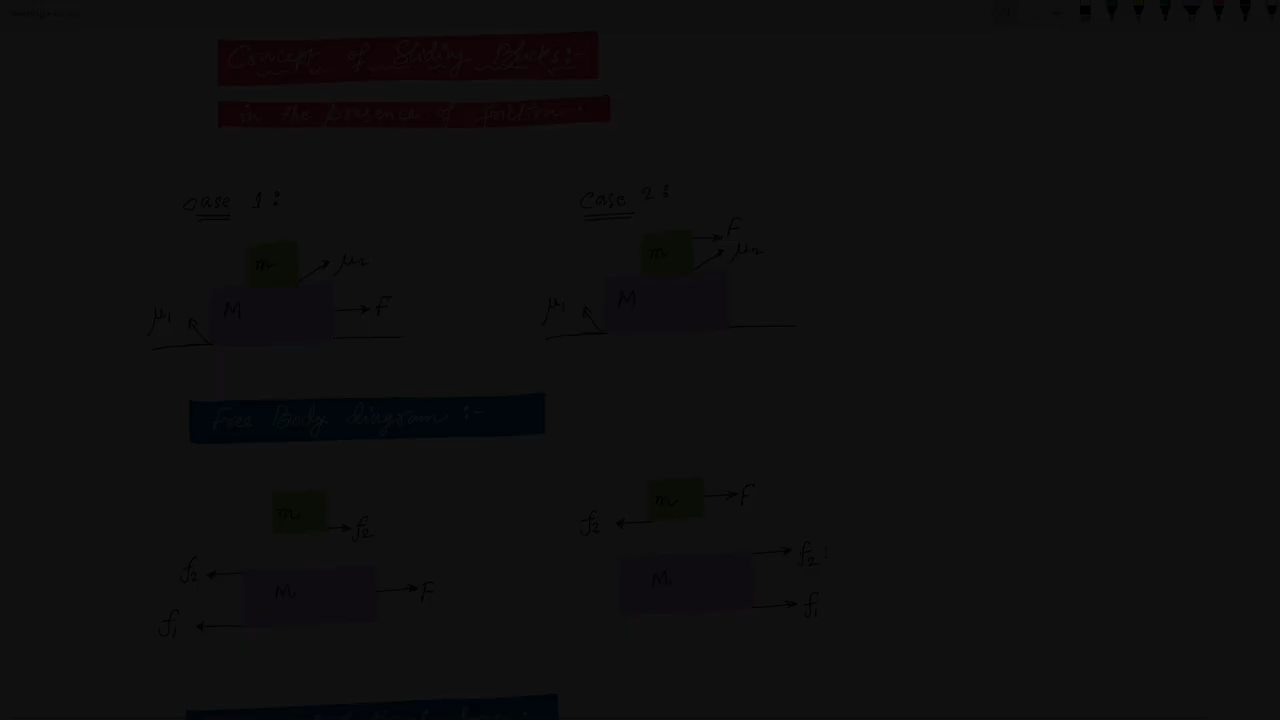 Concept of Sliding Blocks:-
in the presence of friction:-
case 1:
Case 2:
m
μ2
M
F
μ1
m
F
μ2
M
μ1
Free Body diagram :-
m
f2
f2
M
F
f1
m
F
f2
M
f2
f1